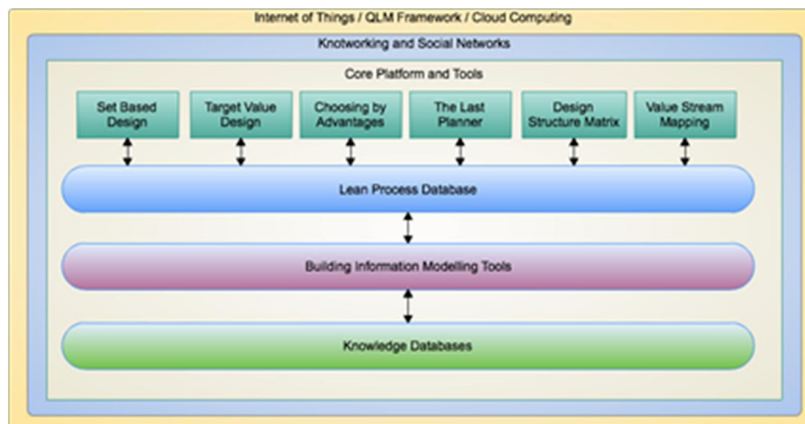 Internet of Things / QLM Framework / Cloud Computing
Knotworking and Social Networks
Core Platform and Tools
Set Based
Design
Target Value
Design
Choosing by
Advantages
The Last
Planner
Design
Structure Matrix
Value Stream
Mapping
Lean Process Database
Building Information Modelling Tools
Knowledge Databases